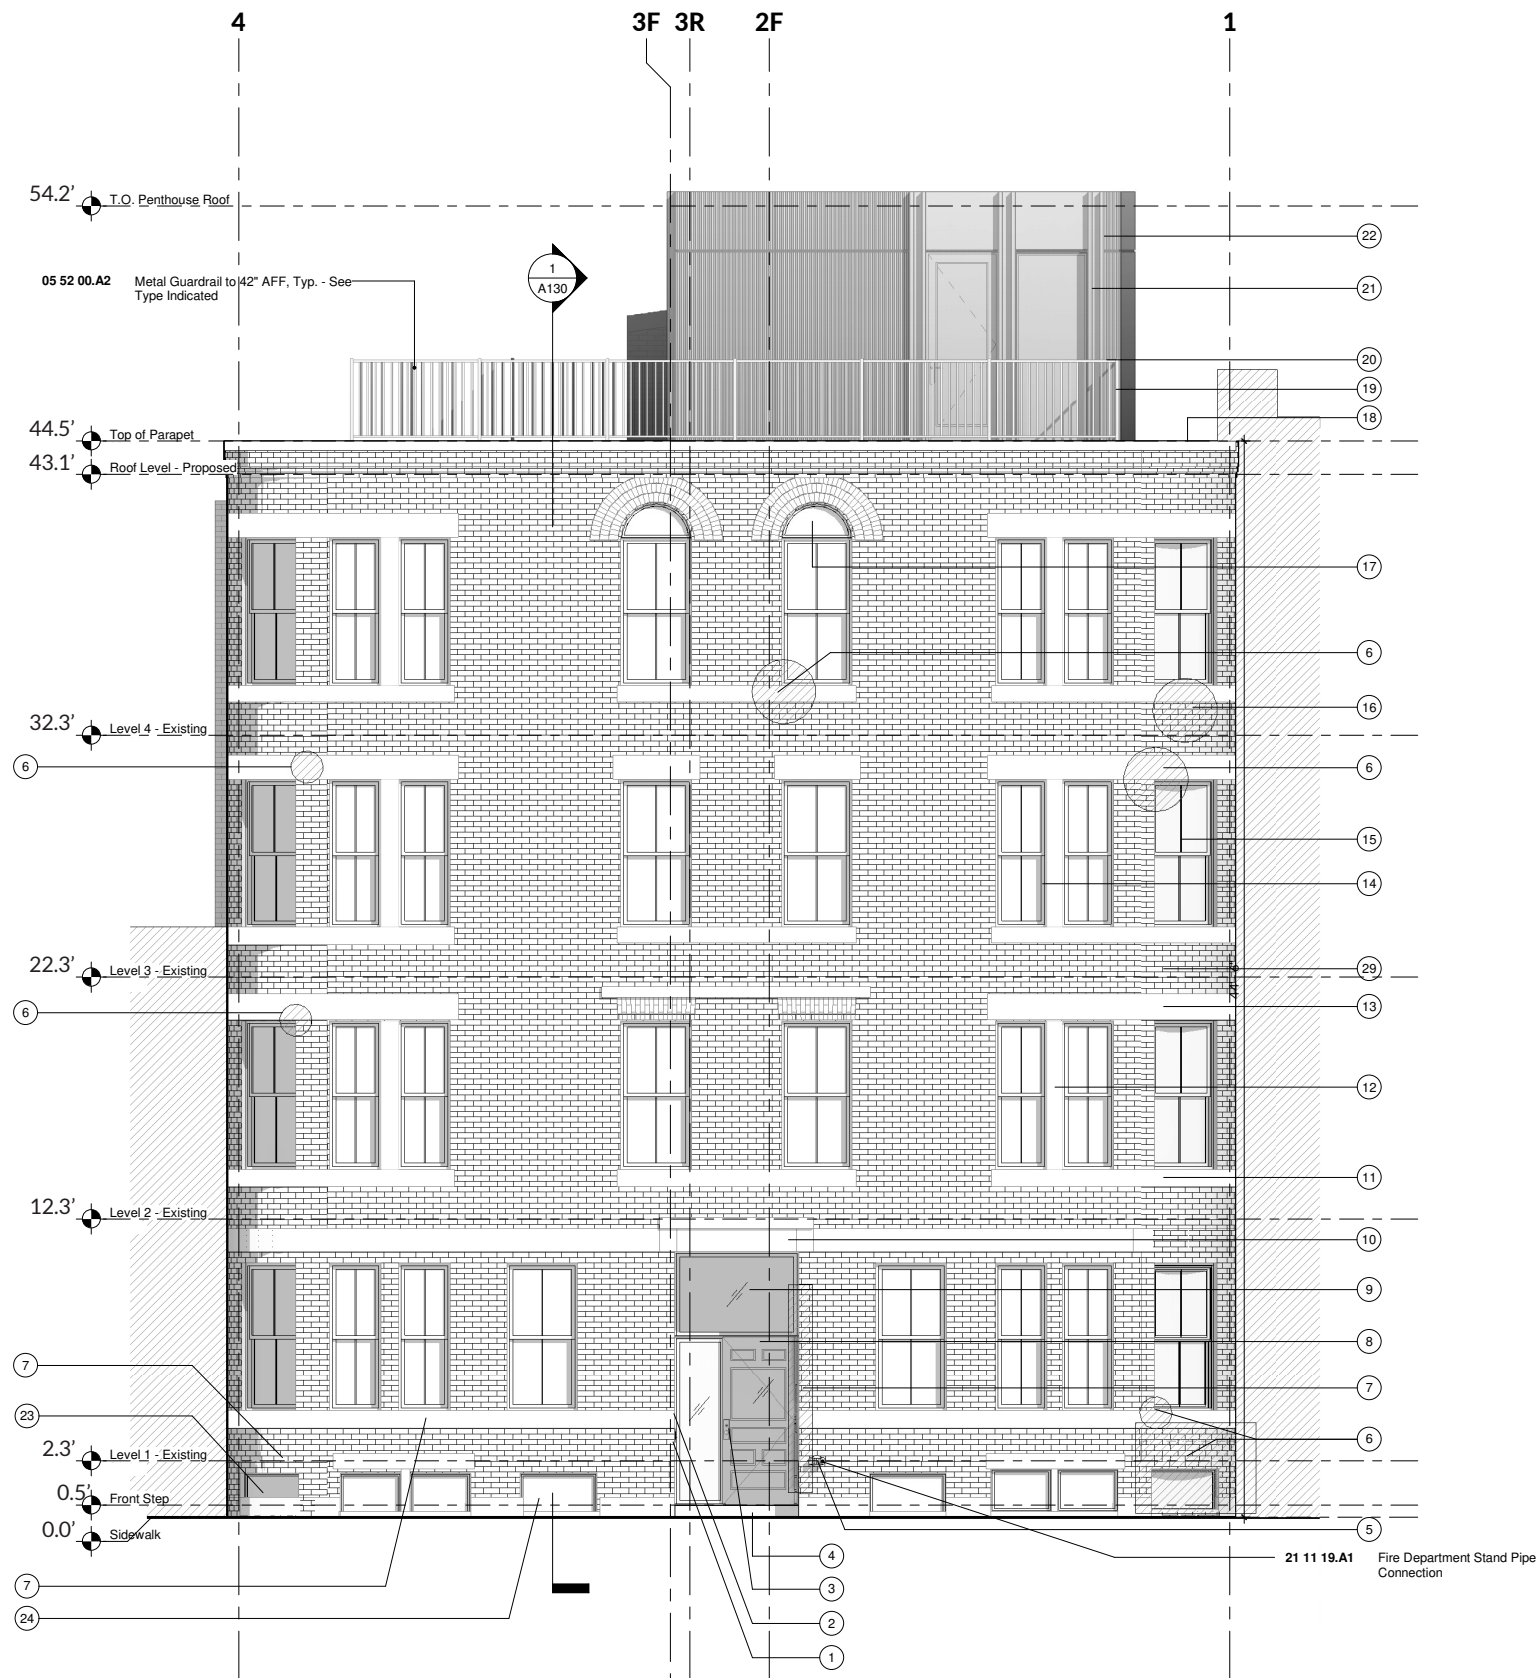 4 3F 3R 2F 1
54.2' T.O. Penthouse Roof
22
05 52 00.A2 Metal Guardrail to 42" AFF, Typ. - See
Type Indicated
1
A130
21
20
19
18
44.5' Top of Parapet
43.1' Roof Level - Proposed
17
6
16
32.3' Level 4 - Existing
6
6
15
14
22.3' Level 3 - Existing
29
13
6
12
11
12.3' Level 2 - Existing
10
9
8
7
7
23
6
2.3' Level 1 - Existing
0.5' Front Step
0.0' Sidewalk
5
4
21 11 19.A1 Fire Department Stand Pipe
Connection
7
3
24
2
1